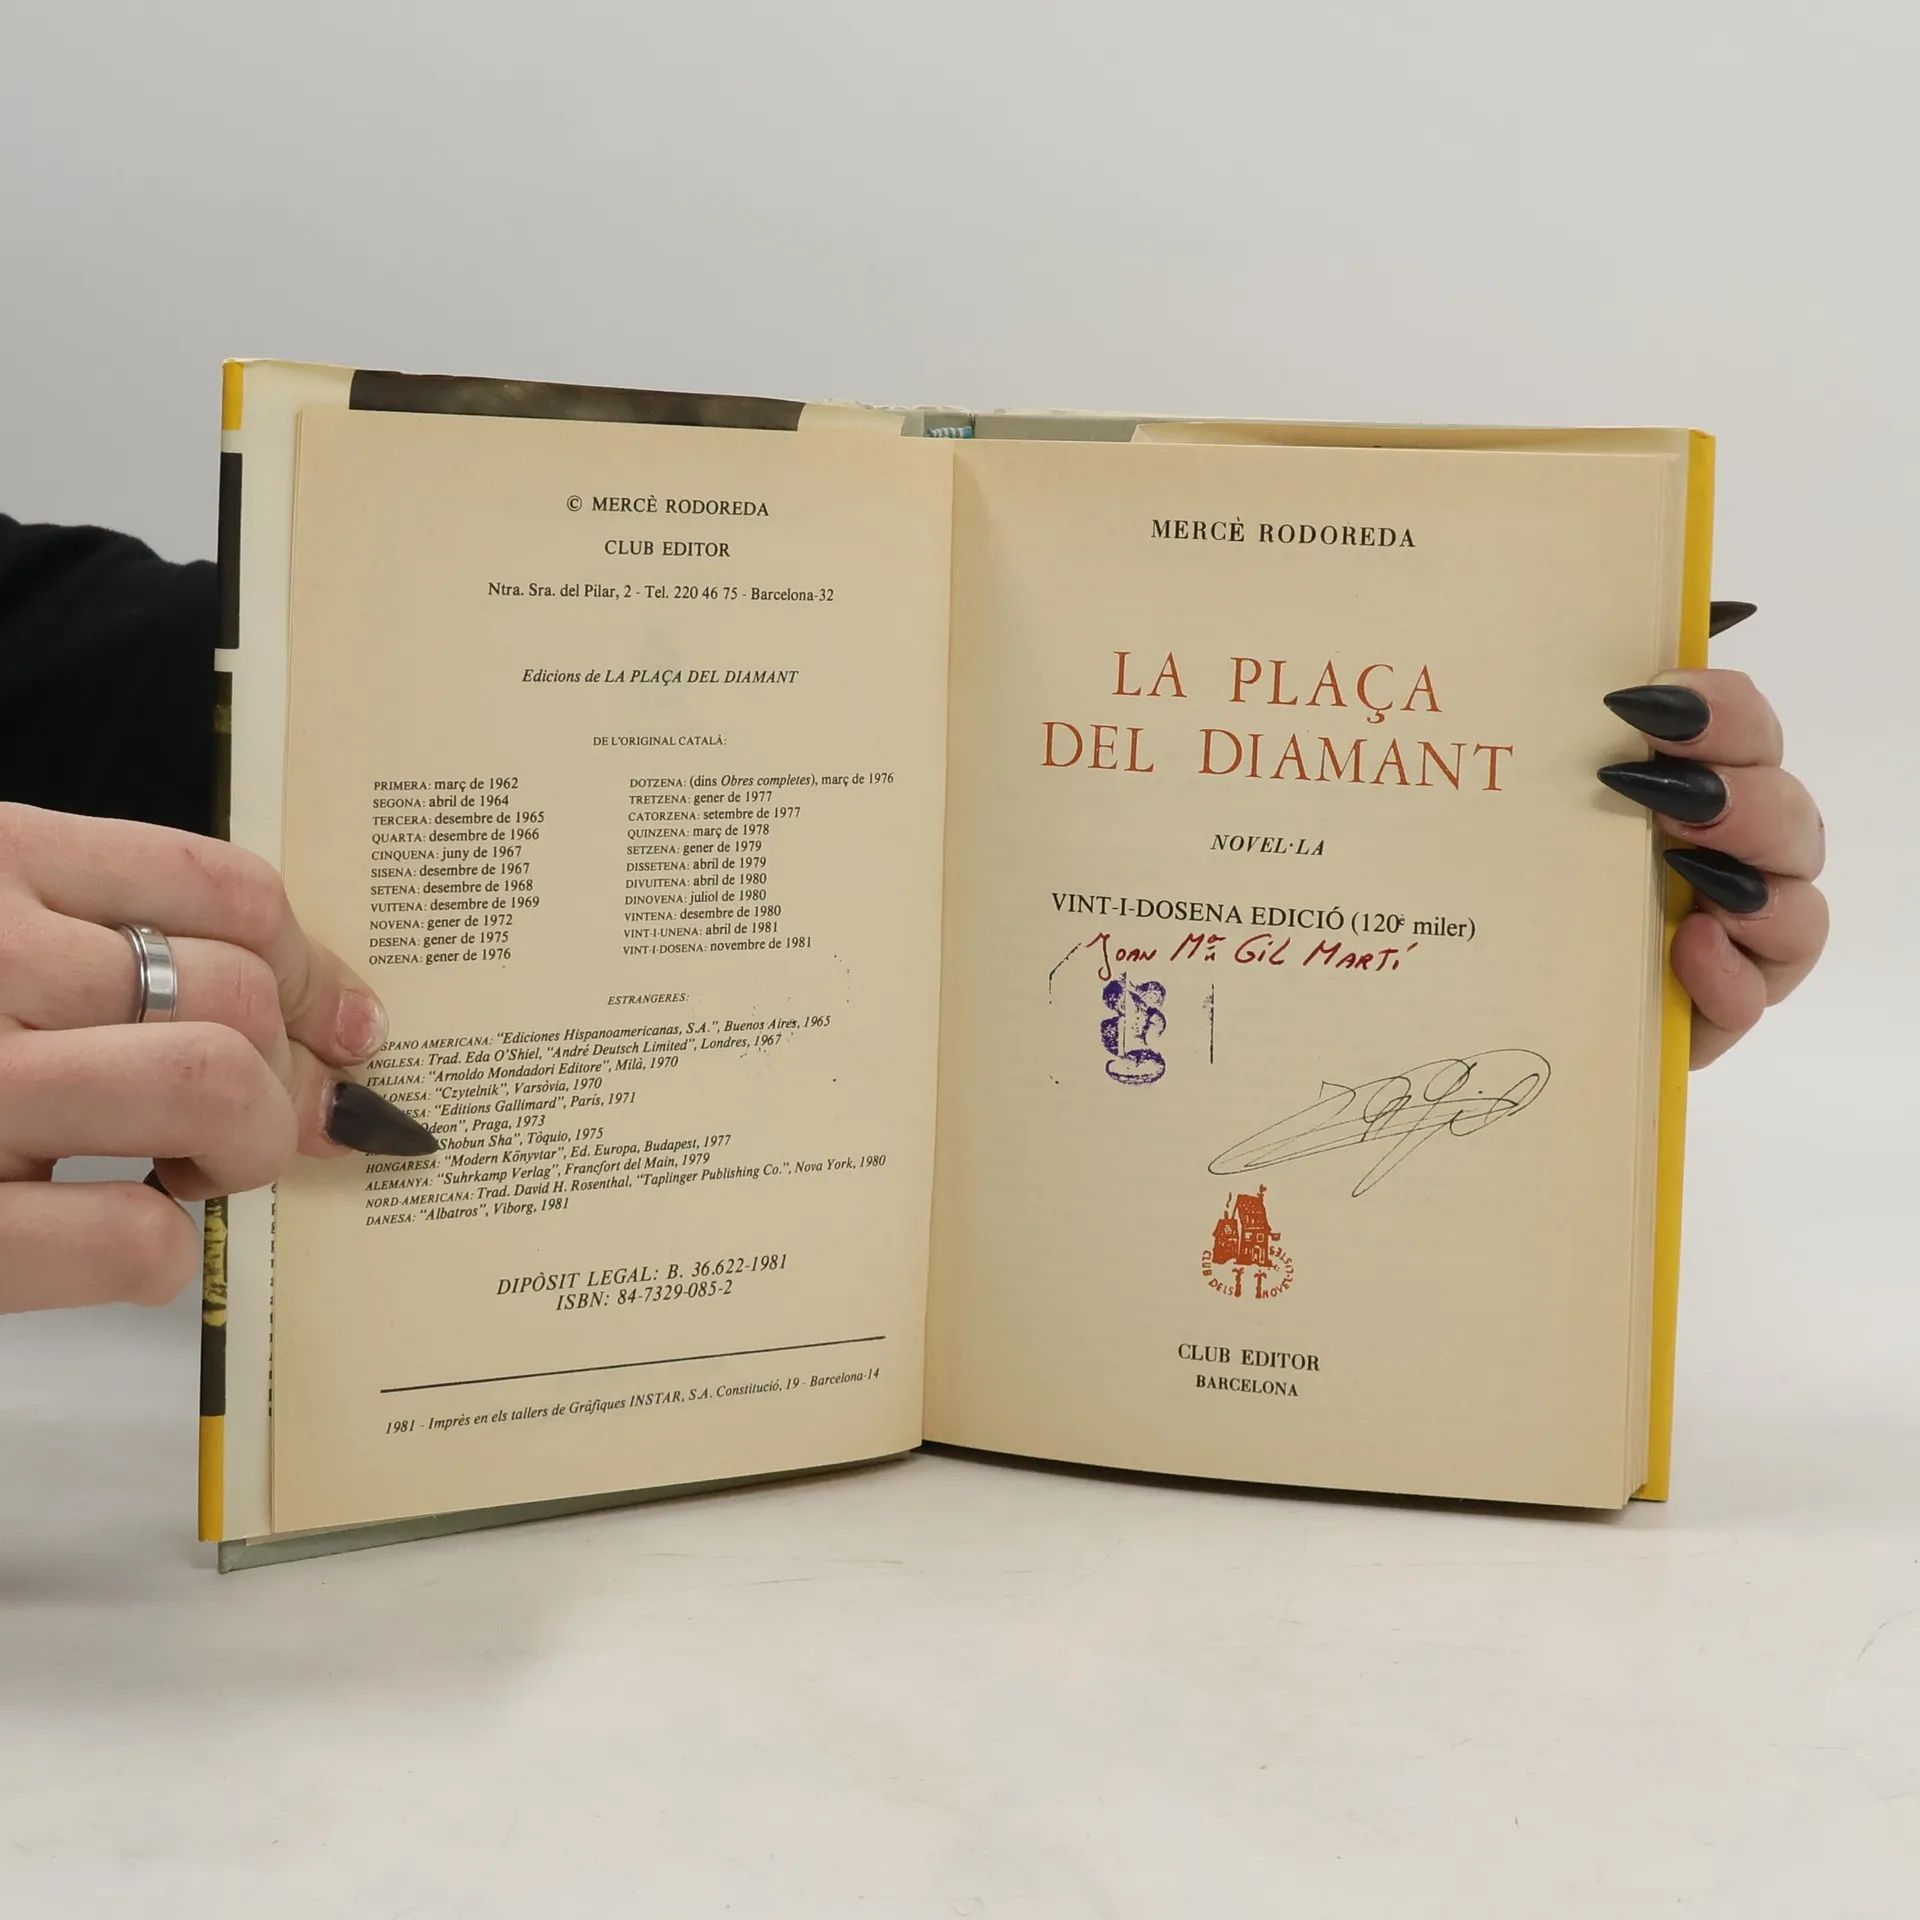 © MERCÈ RODOREDA
CLUB EDITOR
Ntra. Sra. del Pilar, 2 - Tel. 220 46 75 - Barcelona-32
Edicions de LA PLAÇA DEL DIAMANT
DE L'ORIGINAL CATALÀ:
PRIMERA: març de 1962
SEGONA: abril de 1964
TERCERA: desembre de 1965
QUARTA: desembre de 1966
CINQUENA: juny de 1967
SISENA: desembre de 1967
SETENA: desembre de 1968
VUITENA: desembre de 1969
NOVENA: gener de 1972
DESENA: gener de 1975
ONZENA: gener de 1976
DOTZENA: (dins Obres completes), març de 1976
TRETZENA: gener de 1977
CATORZENA: setembre de 1977
QUINZENA: març de 1978
SETZENA: gener de 1979
DISSETENA: abril de 1979
DIVUITENA: abril de 1980
DINOVENA: juliol de 1980
VINTENA: desembre de 1980
VINT-I-UNENA: abril de 1981
VINT-I-DOSENA: novembre de 1981
ESTRANGERES:
SPANO AMERICANA: "Ediciones Hispanoamericanas, S.A.", Buenos Aires, 1965
ANGLESA: Trad. Eda O'Shiel, "André Deutsch Limited", Londres, 1967
ITALIANA: "Arnoldo Mondadori Editore", Milà, 1970
LONESA: "Czytelnik", Varsòvia, 1970
ESA: "Editions Gallimard", París, 1971
Odeon", Praga, 1973
"Shobun Sha", Tòquio, 1975
HONGARESA: "Modern Kőnyvtar", Ed. Europa, Budapest, 1977
ALEMANYA: "Suhrkamp Verlag", Francfort del Main, 1979
NORD-AMERICANA: Trad. David H. Rosenthal, "Taplinger Publishing Co.", Nova York, 1980
DANESA: "Albatros", Viborg, 1981
DIPÒSIT LEGAL: B. 36.622-1981
ISBN: 84-7329-085-2
1981 - Imprès en els tallers de Gràfiques INSTAR, S.A. Constitució, 19 - Barcelona-14
MERCÈ RODOREDA
LA PLAÇA
DEL DIAMANT
NOVEL·LA
VINT-I-DOSENA EDICIÓ (120è miler)
JOAN Mª GIL MARTÍ
CLUB DELS NOVEL·LISTES
CLUB EDITOR
BARCELONA